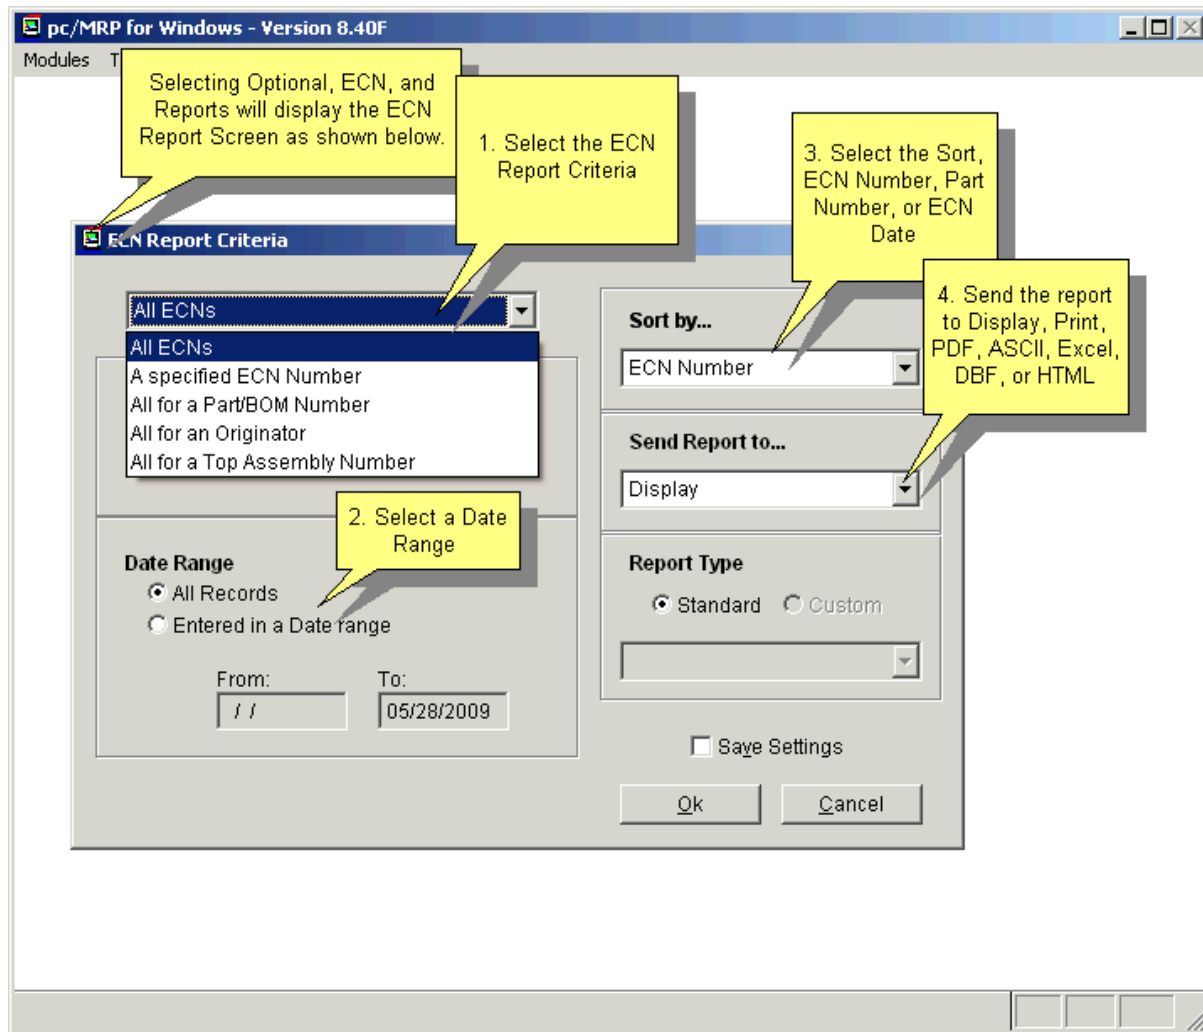 pc/MRP for Windows - Version 8.40F
Modules T
Selecting Optional, ECN, and
Reports will display the ECN
Report Screen as shown below.
1. Select the ECN
Report Criteria
3. Select the Sort,
ECN Number, Part
Number, or ECN
Date
ECN Report Criteria
All ECNs
All ECNs
A specified ECN Number
All for a Part/BOM Number
All for an Originator
All for a Top Assembly Number
2. Select a Date
Range
Date Range
All Records
Entered in a Date range
From:
To:
/ /
05/28/2009
Sort by...
ECN Number
4. Send the report
to Display, Print,
PDF, ASCII, Excel,
DBF, or HTML
Send Report to...
Display
Report Type
Standard
Custom
Save Settings
Ok
Cancel